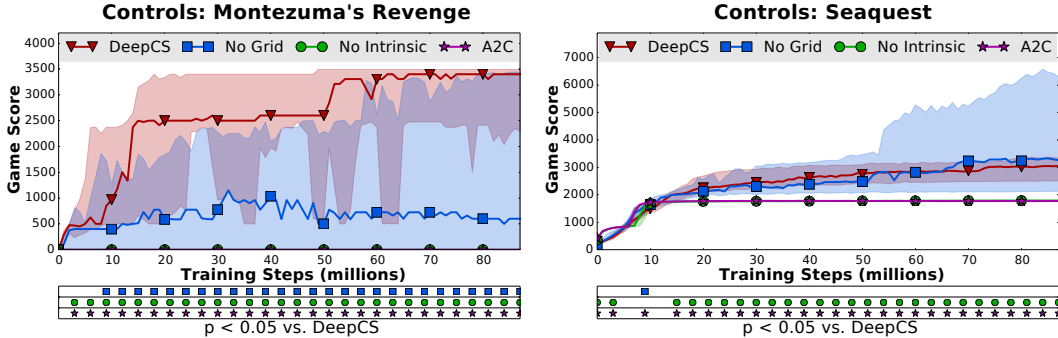 Controls: Montezuma's Revenge
DeepCS No Grid No Intrinsic A2C
Game Score
4000
3500
3000
2500
2000
1500
1000
500
0
0 10 20 30 40 50 60 70 80
Training Steps (millions)
p < 0.05 vs. DeepCS
Controls: Seaquest
DeepCS No Grid No Intrinsic A2C
Game Score
7000
6000
5000
4000
3000
2000
1000
0
0 10 20 30 40 50 60 70 80
Training Steps (millions)
p < 0.05 vs. DeepCS